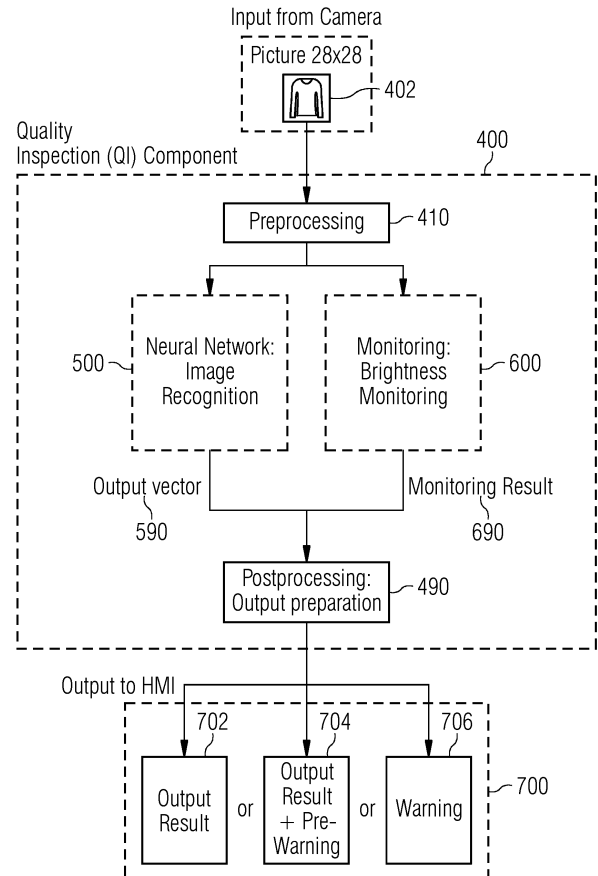 Input from Camera
Picture 28x28
402
Quality
Inspection (QI) Component
400
Preprocessing
410
500
Neural Network:
Image
Recognition
Monitoring:
Brightness
Monitoring
600
Output vector
590
Monitoring Result
690
Postprocessing:
Output preparation
490
Output to HMI
702
704
706
700
Output
Result
or
Output
Result
+ Pre-
Warning
or
Warning